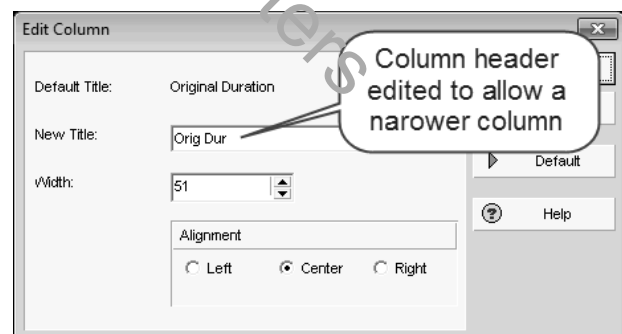 Edit Column
Column header
edited to allow a
narower column
Default Title: Original Duration
New Title: Orig Dur
Width: 51
Default
Help
Alignment
Left Center Right